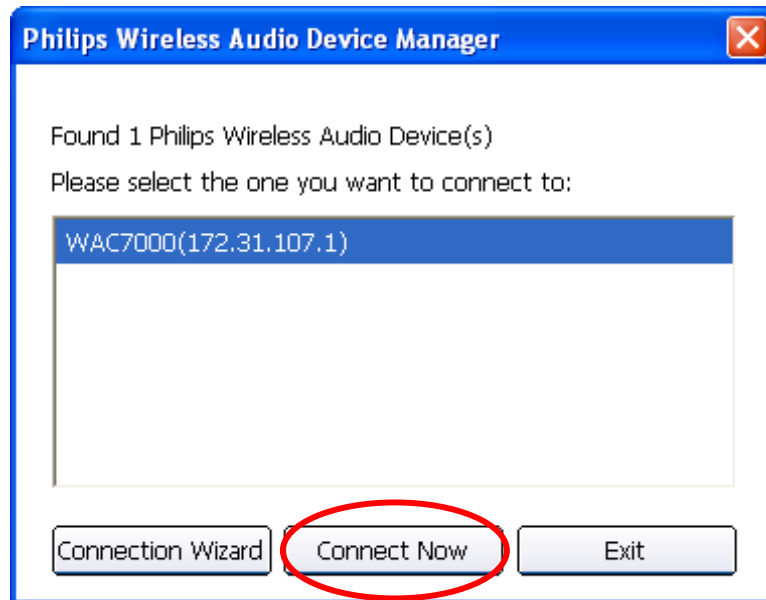 Philips Wireless Audio Device Manager
Found 1 Philips Wireless Audio Device(s)
Please select the one you want to connect to:
WAC7000(172.31.107.1)
Connection Wizard Connect Now Exit